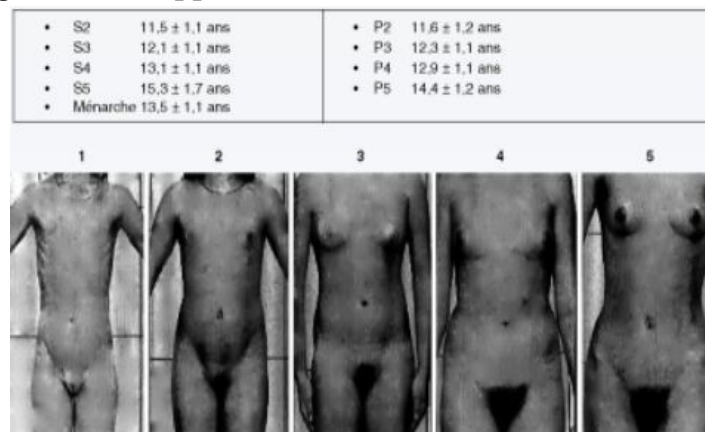 • S2 11,5 ± 1,1 ans
• S3 12,1 ± 1,1 ans
• S4 13,1 ± 1,1 ans
• S5 15,3 ± 1,7 ans
• Ménarche 13,5 ± 1,1 ans
• P2 11,6 ± 1,2 ans
• P3 12,3 ± 1,1 ans
• P4 12,9 ± 1,1 ans
• P5 14,4 ± 1,2 ans
1 2 3 4 5